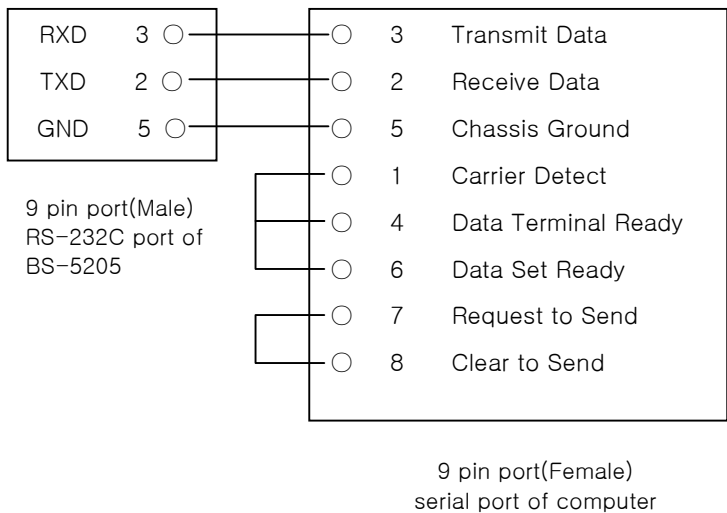 RXD 3 3 Transmit Data
TXD 2 2 Receive Data
GND 5 5 Chassis Ground
1 Carrier Detect
4 Data Terminal Ready
6 Data Set Ready
7 Request to Send
8 Clear to Send
9 pin port(Male)
RS-232C port of
BS-5205
9 pin port(Female)
serial port of computer